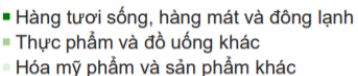 Hàng tươi sống, hàng mát và đông lạnh
Thực phẩm và đồ uống khác
Hóa mỹ phẩm và sản phẩm khác